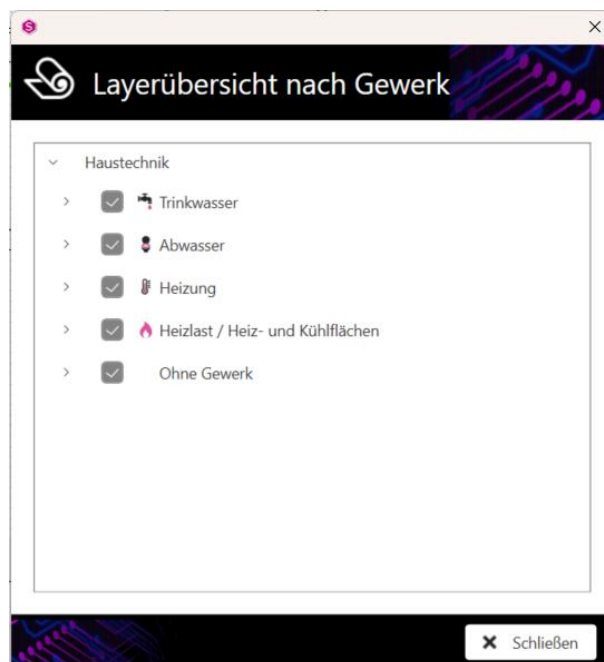 Layerübersicht nach Gewerk
Haustechnik
Trinkwasser
Abwasser
Heizung
Heizlast / Heiz- und Kühlflächen
Ohne Gewerk
Schließen